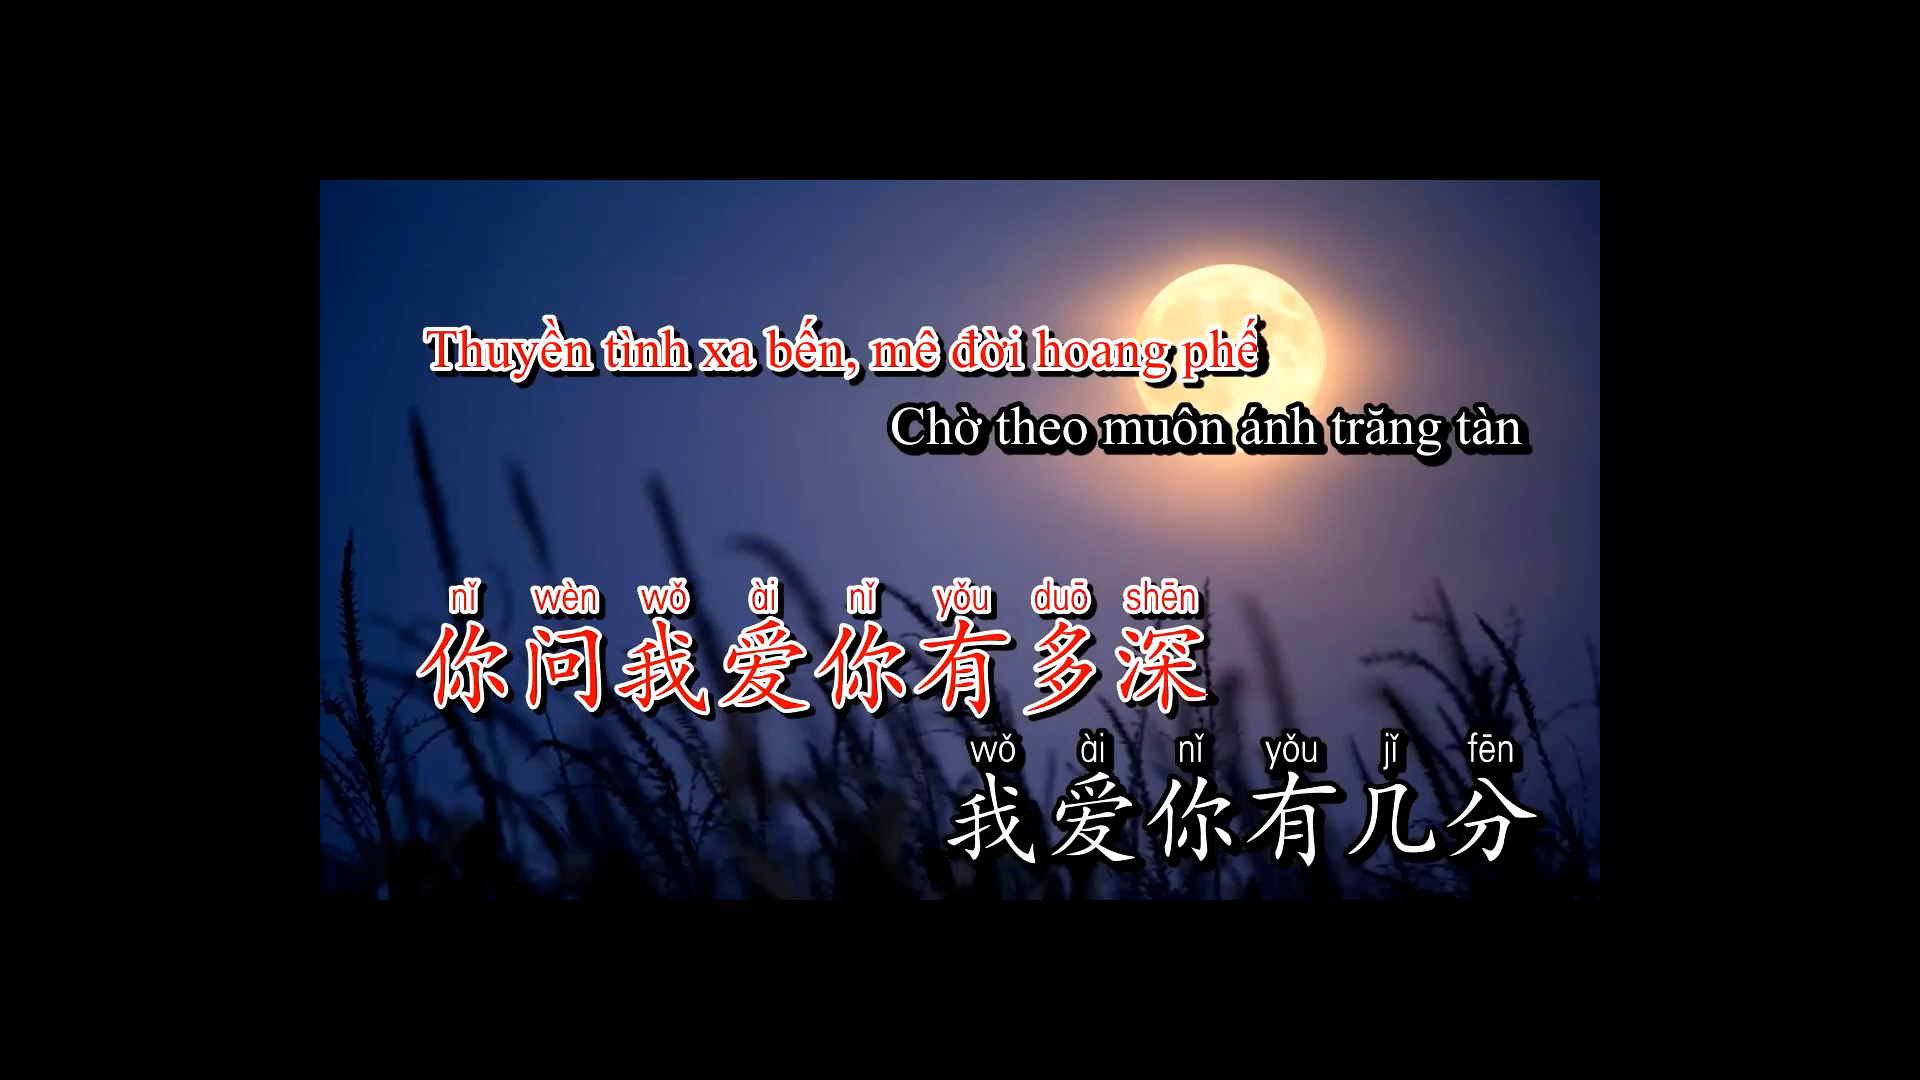 Thuyền tình xa bến, mê đời hoang phế
Chờ theo muôn ánh trăng tàn
nǐ wèn wǒ ài nǐ yǒu duō shēn
你问我爱你有多深
wǒ ài nǐ yǒu jǐ fēn
我爱你有几分